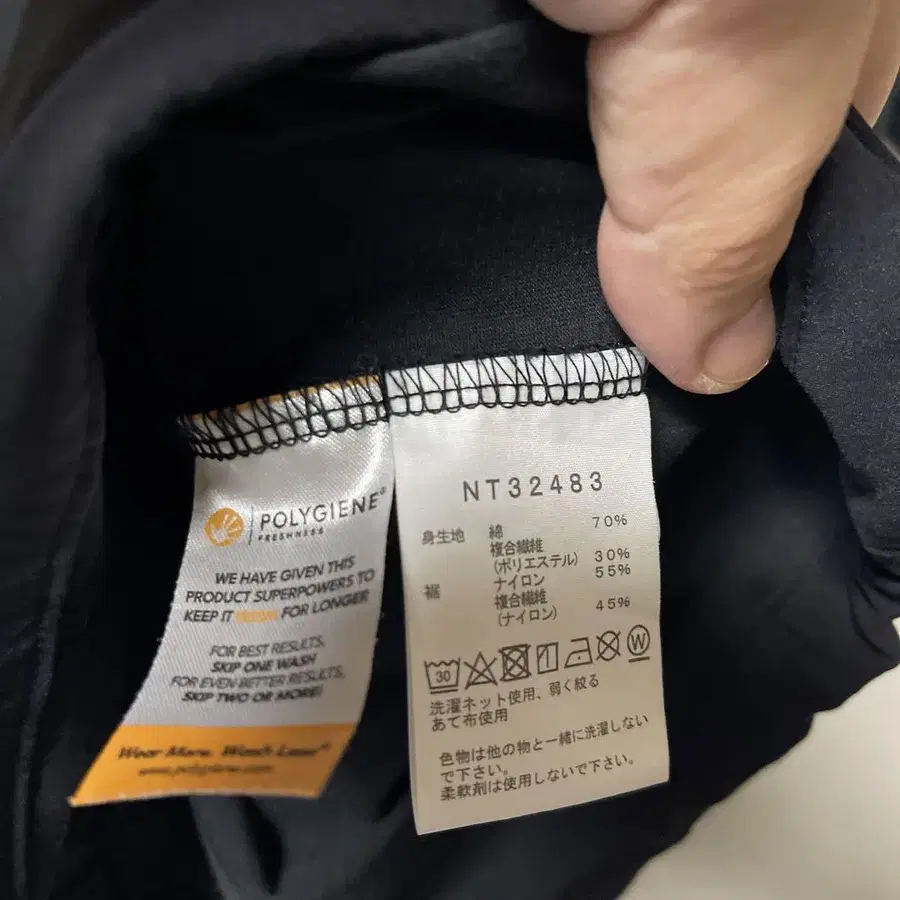 POLYGIENE®
FRESHNESS
WE HAVE GIVEN THIS
PRODUCT SUPERPOWERS TO
KEEP IT FRESH FOR LONGER
FOR BEST RESULTS,
SKIP ONE WASH
FOR EVEN BETTER RESULTS,
SKIP TWO OR MORE!
Wear More. Wash Less®
www.polygiene.com
NT32483
身生地 綿 70%
複合繊維
(ポリエステル) 30%
裾 ナイロン 55%
複合繊維
(ナイロン) 45%
30 W
洗濯ネット使用、弱く絞る
あて布使用
色物は他の物と一緒に洗濯しない
で下さい。
柔軟剤は使用しないで下さい。